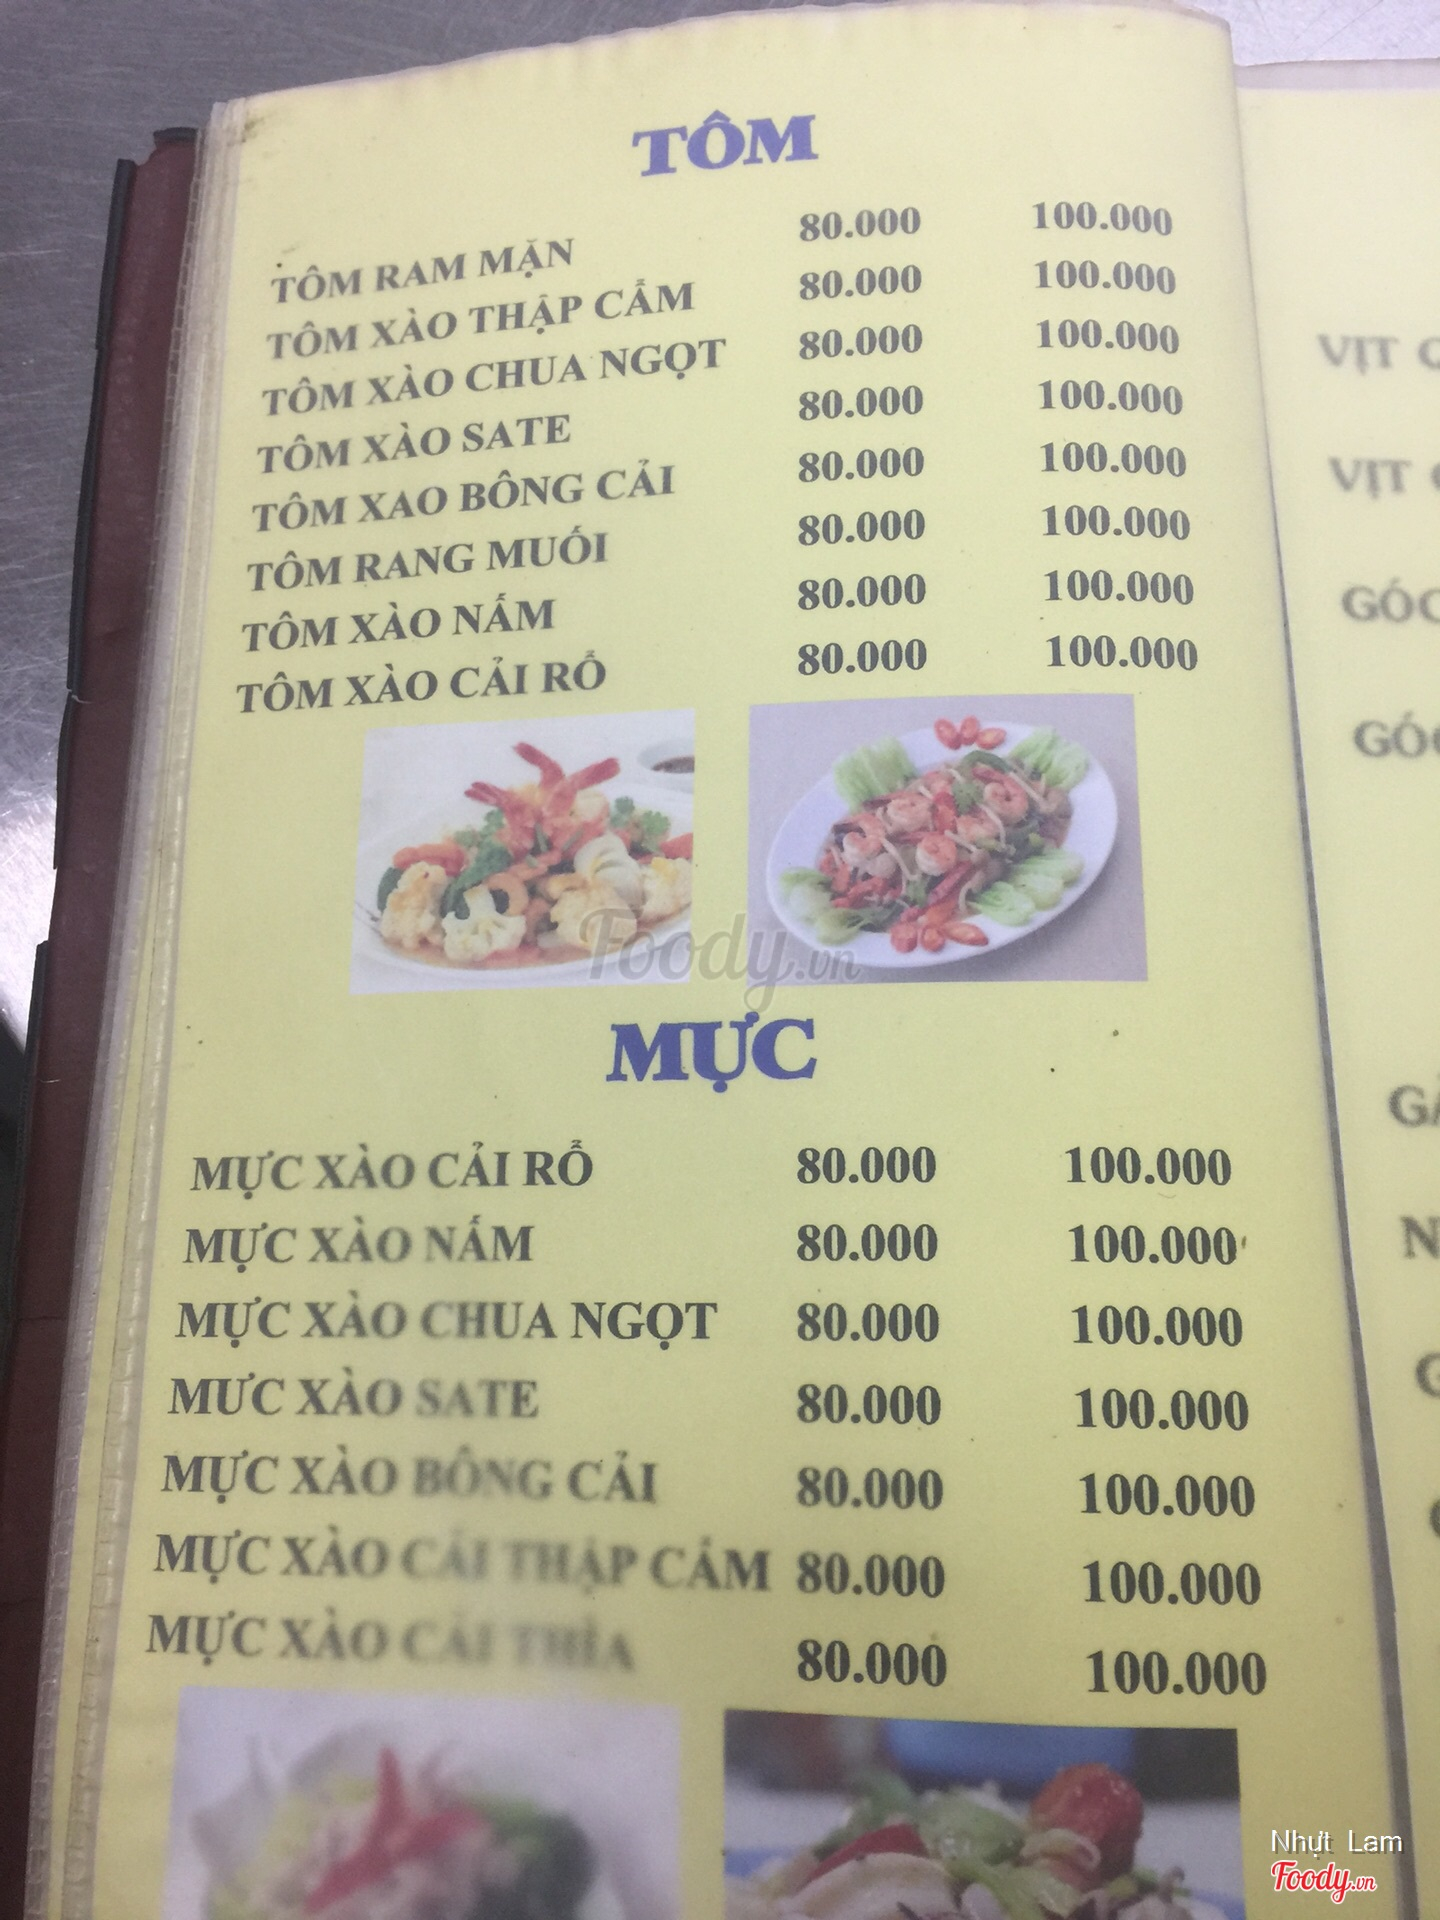 TÔM
TÔM RAM MẶN 80.000 100.000
TÔM XÀO THẬP CẨM 80.000 100.000
TÔM XÀO CHUA NGỌT 80.000 100.000
TÔM XÀO SATE 80.000 100.000
TÔM XAO BÔNG CẢI 80.000 100.000
TÔM RANG MUỐI 80.000 100.000
TÔM XÀO NẤM 80.000 100.000
TÔM XÀO CẢI RỔ 80.000 100.000
Foody.vn
MỰC
MỰC XÀO CẢI RỔ 80.000 100.000
MỰC XÀO NẤM 80.000 100.000
MỰC XÀO CHUA NGỌT 80.000 100.000
MƯC XÀO SATE 80.000 100.000
MỰC XÀO BÔNG CẢI 80.000 100.000
MỰC XÀO CẢI THẬP CẨM 80.000 100.000
MỰC XÀO CẢI THÌA 80.000 100.000
VỊT
VỊT
Nhựt Lam
Foody.vn